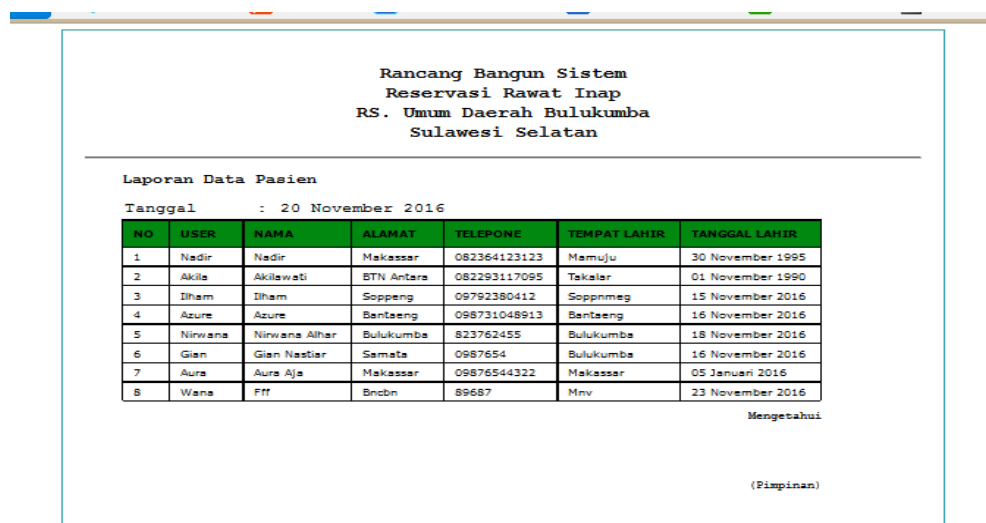 Rancang Bangun Sistem
Reservasi Rawat Inap
RS. Umum Daerah Bulukumba
Sulawesi Selatan
Laporan Data Pasien
Tanggal : 20 November 2016
NO USER NAMA ALAMAT TELEPONE TEMPAT LAHIR TANGGAL LAHIR
1 Nadir Nadir Makassar 082364123123 Mamuju 30 November 1995
2 Akila Akilawati BTN Antara 082293117095 Takalar 01 November 1990
3 Ilham Ilham Soppeng 09792380412 Soppnmeg 15 November 2016
4 Azure Azure Bantaeng 098731048913 Bantaeng 16 November 2016
5 Nirwana Nirwana Alhar Bulukumba 823762455 Bulukumba 18 November 2016
6 Gian Gian Nastiar Samata 0987654 Bulukumba 16 November 2016
7 Aura Aura Aja Makassar 09876544322 Makassar 05 Januari 2016
8 Wana Fff Bncbn 89687 Mnv 23 November 2016
Mengetahui
(Pimpinan)